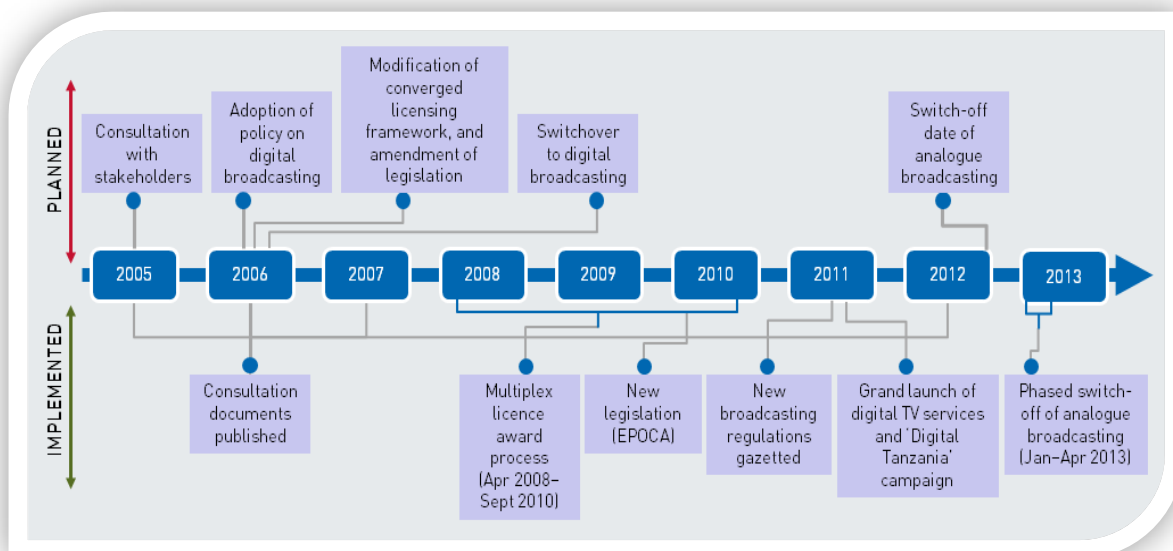 PLANNED
Consultation
with
stakeholders
Adoption of
policy on
digital
broadcasting
Modification of
converged
licensing
framework, and
amendment of
legislation
Switchover
to digital
broadcasting
Switch-off
date of
analogue
broadcasting
2005
2006
2007
2008
2009
2010
2011
2012
2013
IMPLEMENTED
Consultation
documents
published
Multiplex
licence
award
process
(Apr 2008–
Sept 2010)
New
legislation
(EPOCA)
New
broadcasting
regulations
gazetted
Grand launch of
digital TV services
and ‘Digital
Tanzania’
campaign
Phased switch-
off of analogue
broadcasting
(Jan–Apr 2013)